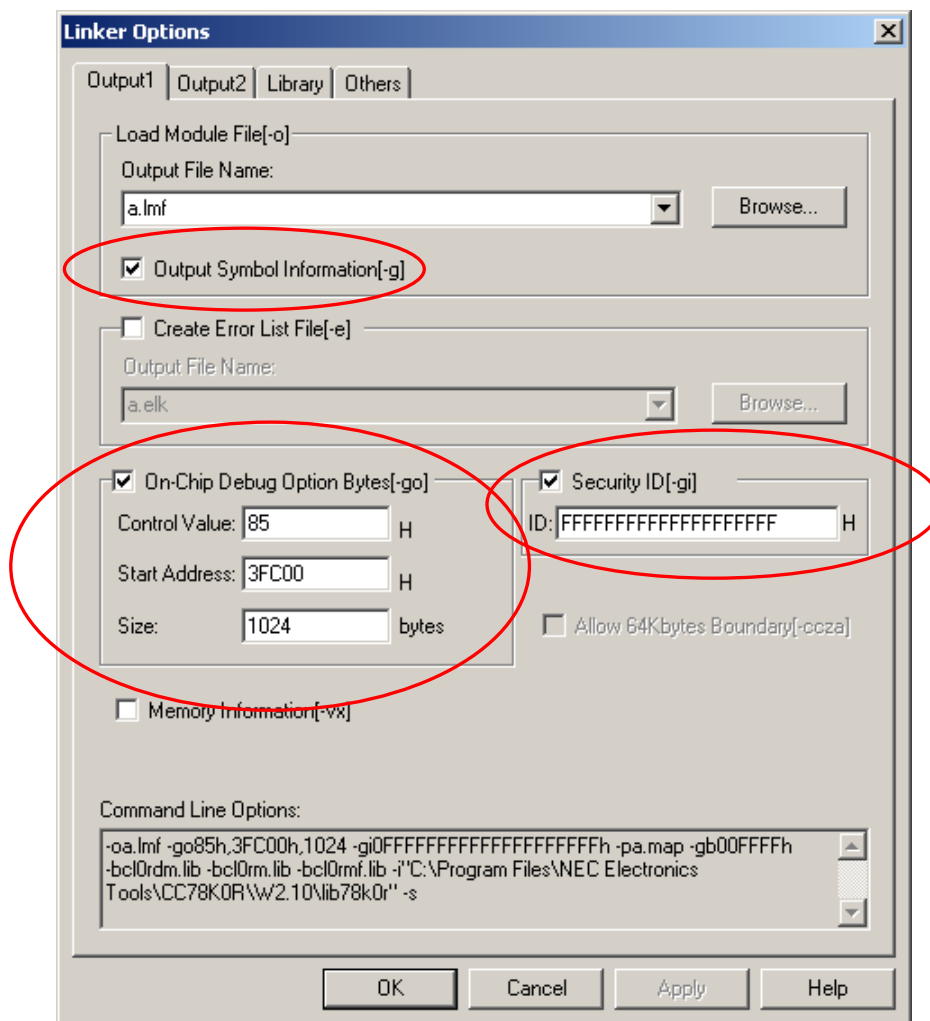 Linker Options
Output1 Output2 Library Others
Load Module File[-o]
Output File Name:
a.lmf Browse...
Output Symbol Information[-g]
Create Error List File[-e]
Output File Name:
a.elk Browse...
On-Chip Debug Option Bytes[-go] Security ID[-gi]
Control Value: 85 H ID: FFFFFFFFFFFFFFFFFFFF H
Start Address: 3FC00 H
Size: 1024 bytes Allow 64Kbytes Boundary[-ccza]
Memory Information[-vx]
Command Line Options:
-oa.lmf -go85h,3FC00h,1024 -gi0FFFFFFFFFFFFFFFFFFFFh -pa.map -gb00FFFFh
-bcl0rdm.lib -bcl0rm.lib -bcl0rmf.lib -i"C:\Program Files\NEC Electronics
Tools\CC78K0R\W2.10\lib78k0r" -s
OK Cancel Apply Help